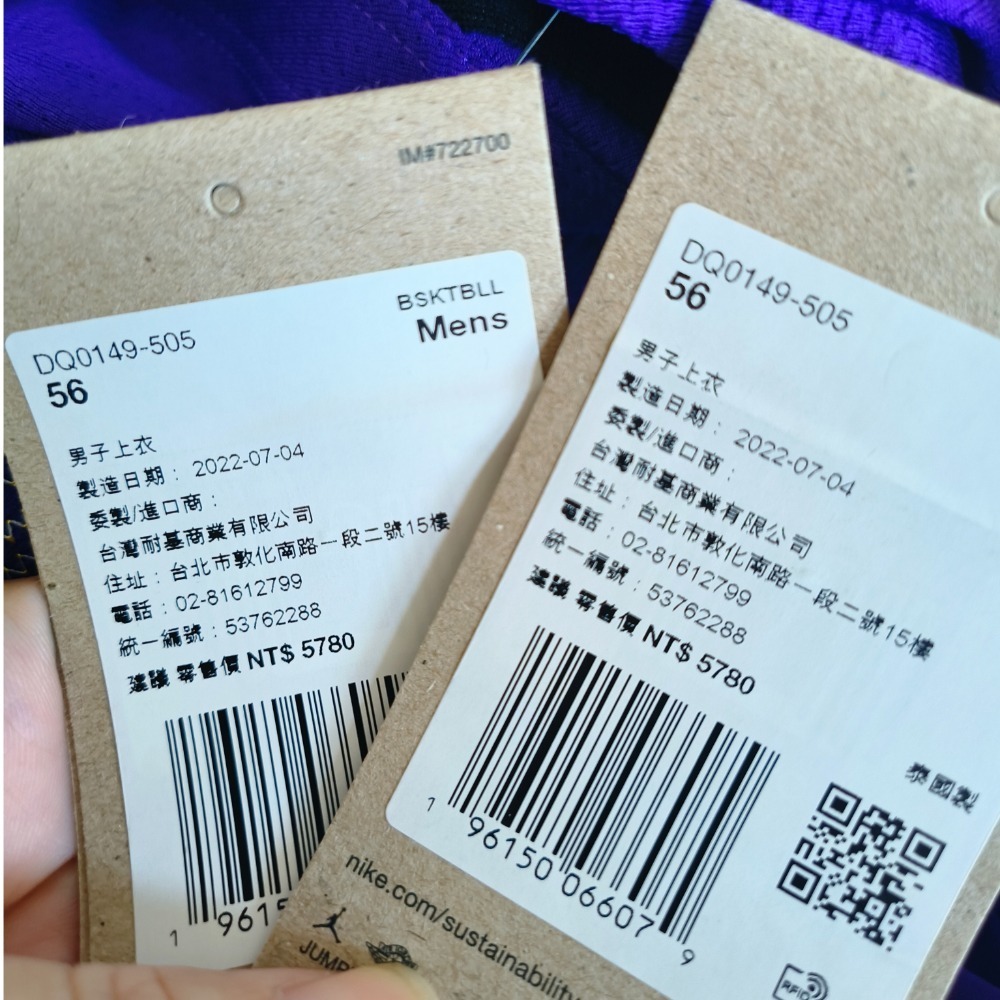 IM#722700
BSKTBLL
Mens
DQ0149-505
56
男子上衣
製造日期：2022-07-04
委製/進口商：
台灣耐基商業有限公司
住址：台北市敦化南路一段二號15樓
電話：02-81612799
統一編號：53762288
建議 零售價 NT$ 5780
1 9615
DQ0149-505
56
男子上衣
製造日期：2022-07-04
委製/進口商：
台灣耐基商業有限公司
住址：台北市敦化南路一段二號15樓
電話：02-81612799
統一編號：53762288
建議 零售價 NT$ 5780
泰國製
1 96150 06607 9
nike.com/sustainability
JUMP
RFID